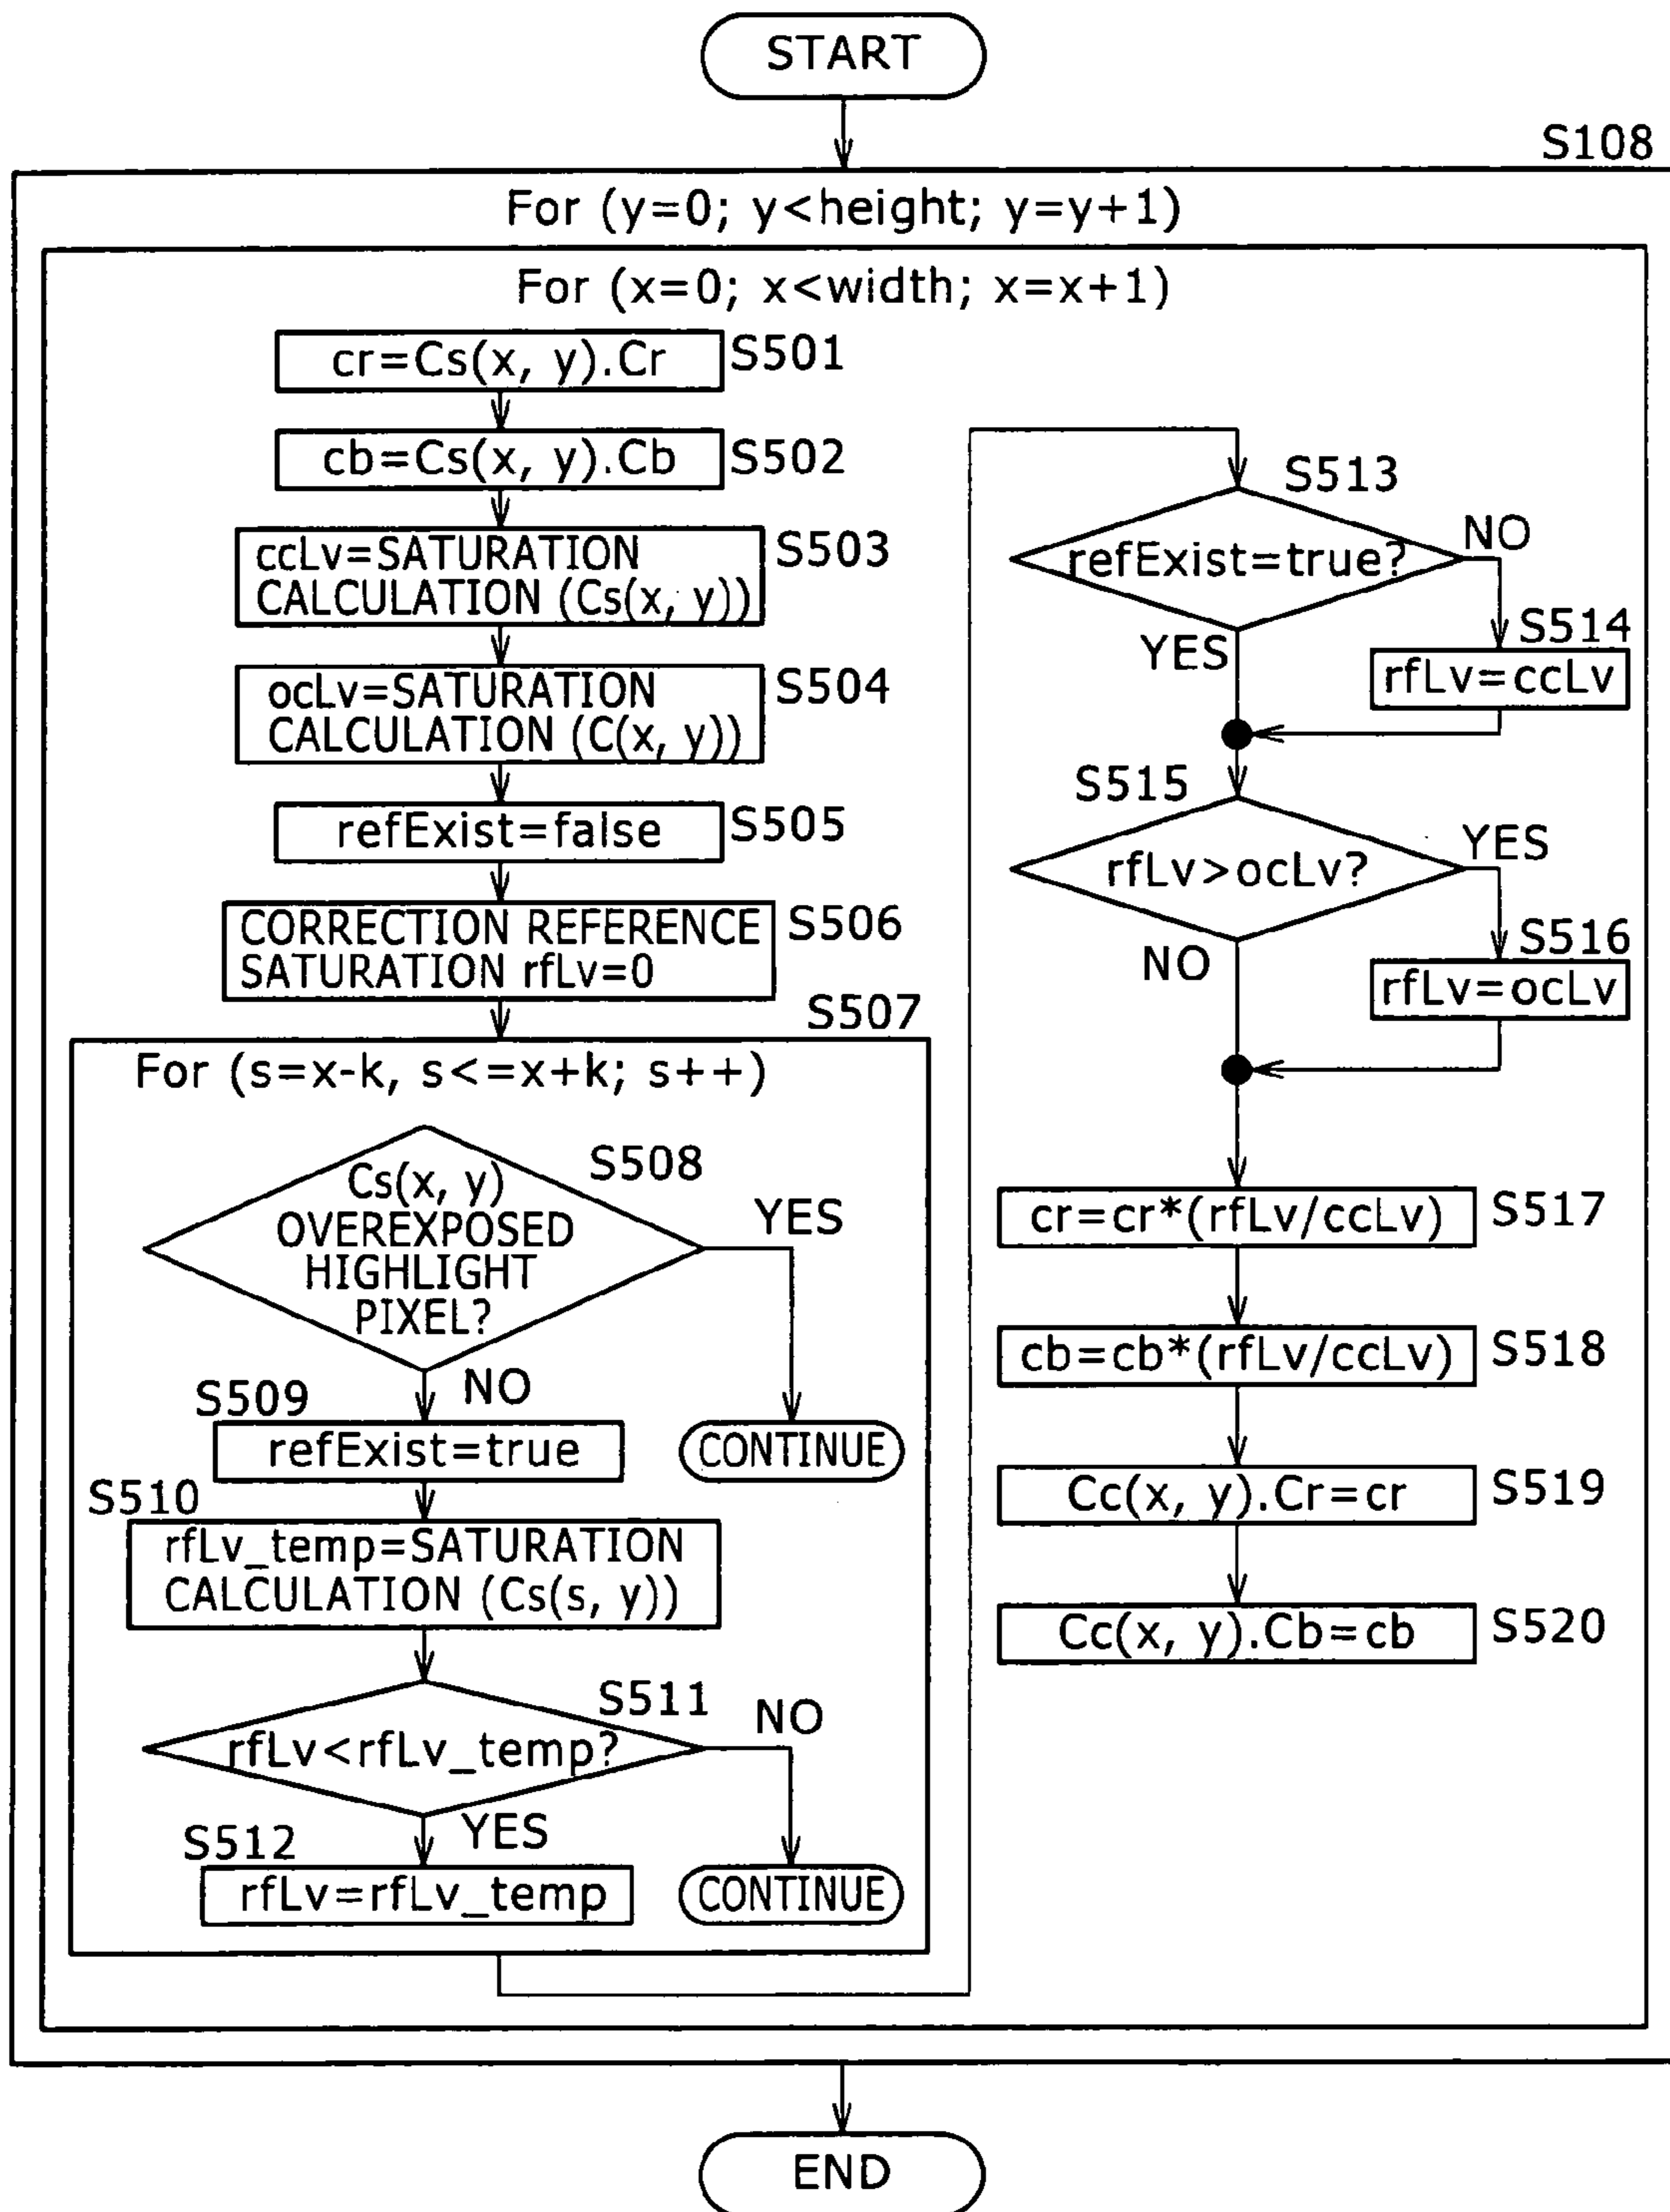 START
S108
For (y=0; y<height; y=y+1)
For (x=0; x<width; x=x+1)
cr=Cs(x, y).Cr
S501
cb=Cs(x, y).Cb
S502
ccLv=SATURATION
CALCULATION (Cs(x, y))
S503
ocLv=SATURATION
CALCULATION (C(x, y))
S504
refExist=false
S505
CORRECTION REFERENCE
SATURATION rfLv=0
S506
S507
For (s=x-k, s<=x+k; s++)
S508
Cs(x, y)
OVEREXPOSED
HIGHLIGHT
PIXEL?
YES
NO
S509
refExist=true
CONTINUE
S510
rfLv_temp=SATURATION
CALCULATION (Cs(s, y))
S511
rfLv<rfLv_temp?
NO
YES
S512
rfLv=rfLv_temp
CONTINUE
S513
refExist=true?
NO
YES
S514
rfLv=ccLv
S515
rfLv>ocLv?
YES
NO
S516
rfLv=ocLv
cr=cr*(rfLv/ccLv)
S517
cb=cb*(rfLv/ccLv)
S518
Cc(x, y).Cr=cr
S519
Cc(x, y).Cb=cb
S520
END